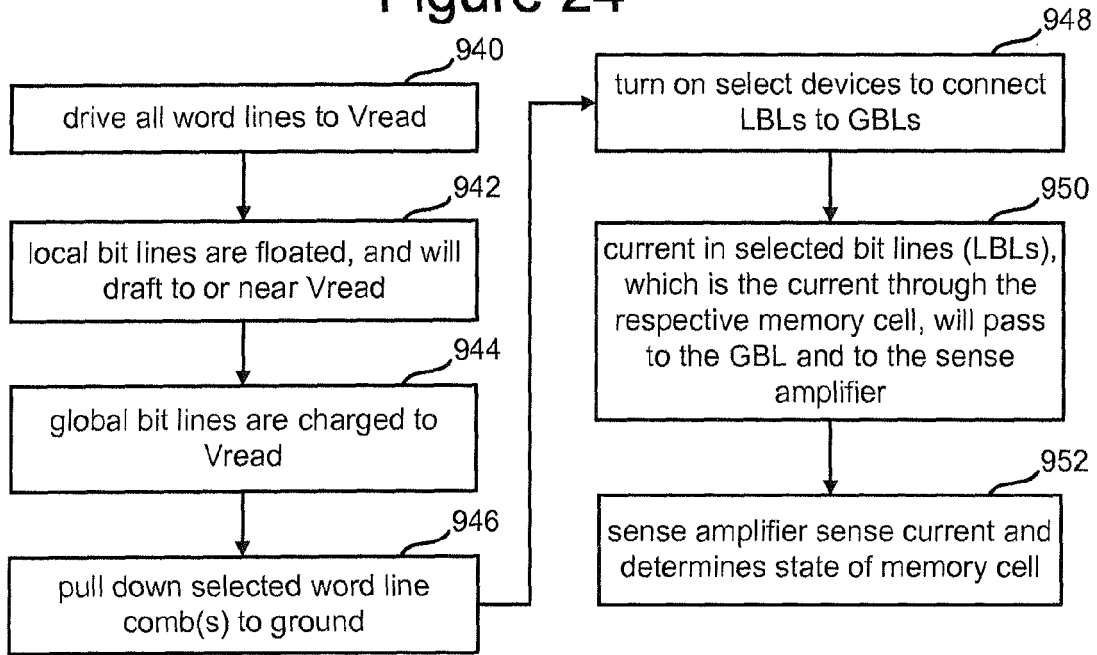 Figure 24
940
drive all word lines to Vread
942
local bit lines are floated, and will
draft to or near Vread
944
global bit lines are charged to
Vread
946
pull down selected word line
comb(s) to ground
948
turn on select devices to connect
LBLs to GBLs
950
current in selected bit lines (LBLs),
which is the current through the
respective memory cell, will pass
to the GBL and to the sense
amplifier
952
sense amplifier sense current and
determines state of memory cell